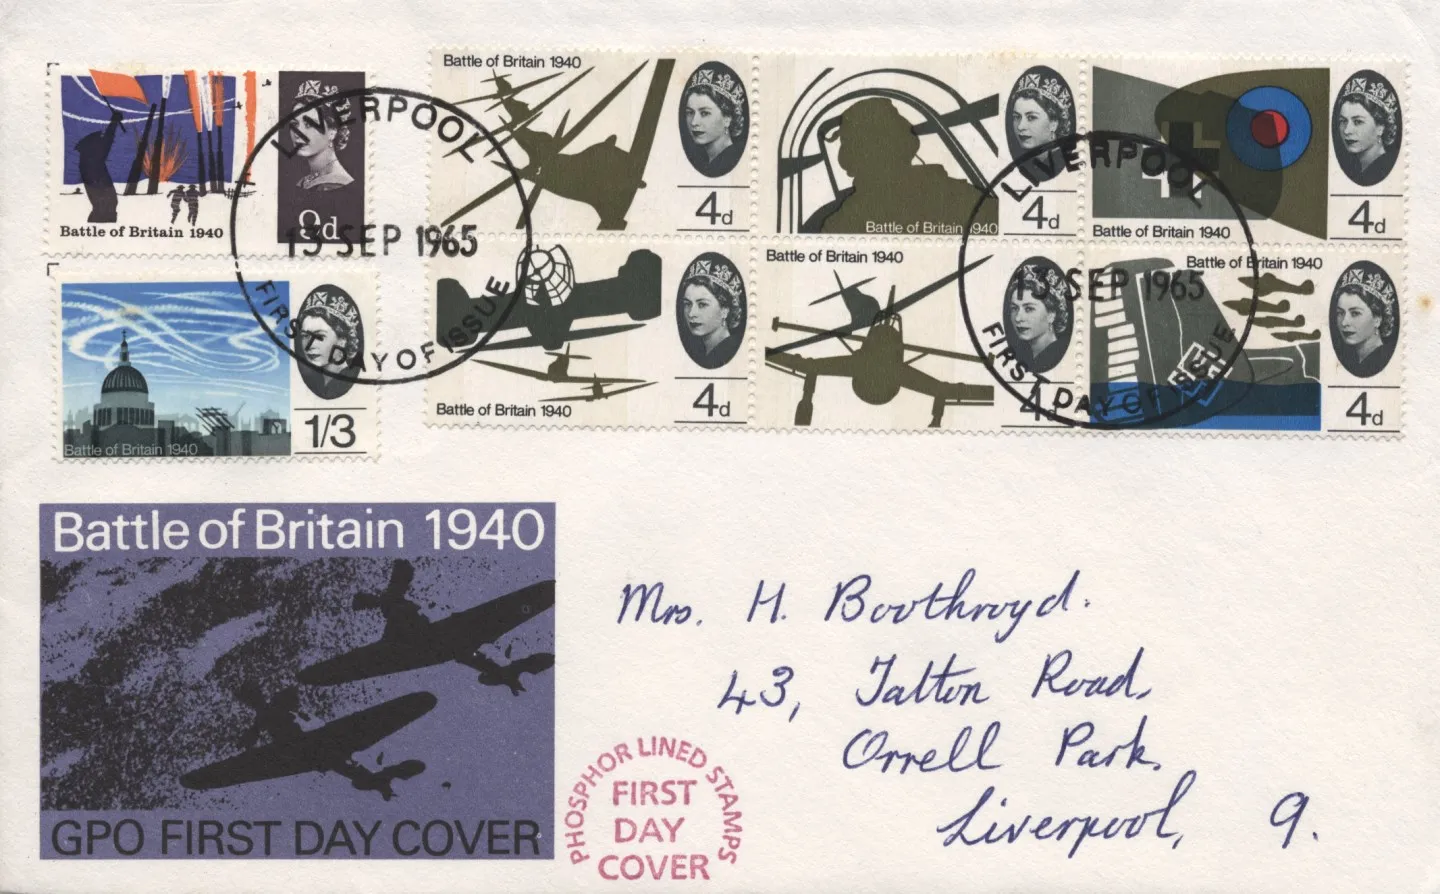 Battle of Britain 1940
9d
Battle of Britain 1940
1/3
Battle of Britain 1940
4d
Battle of Britain 1940
4d
Battle of Britain 1940
4d
Battle of Britain 1940
4d
Battle of Britain 1940
4d
Battle of Britain 1940
4d
LIVERPOOL
13 SEP 1965
FIRST DAY OF ISSUE
LIVERPOOL
13 SEP 1965
FIRST DAY OF ISSUE
Battle of Britain 1940
GPO FIRST DAY COVER
PHOSPHOR LINED STAMPS
FIRST
DAY
COVER
Mrs. H. Boothroyd.
43, Talton Road,
Orrell Park.
Liverpool, 9.